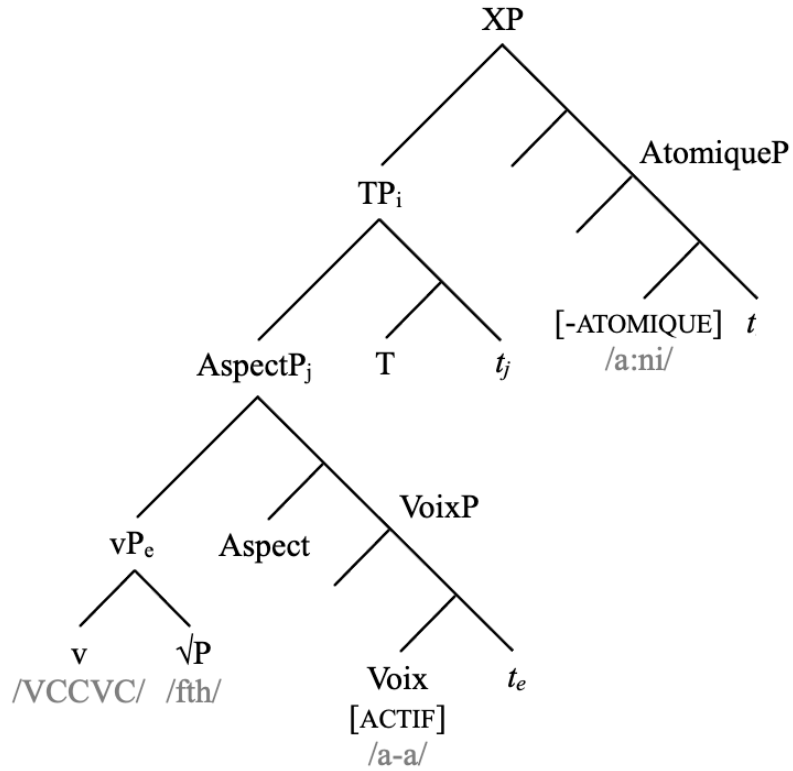 XP
AtomiqueP
TPᵢ
[-ATOMIQUE] t
/a:ni/
AspectPⱼ T tⱼ
VoixP
vPₑ Aspect
v √P
/VCCVC/ /fth/
Voix tₑ
[ACTIF]
/a-a/